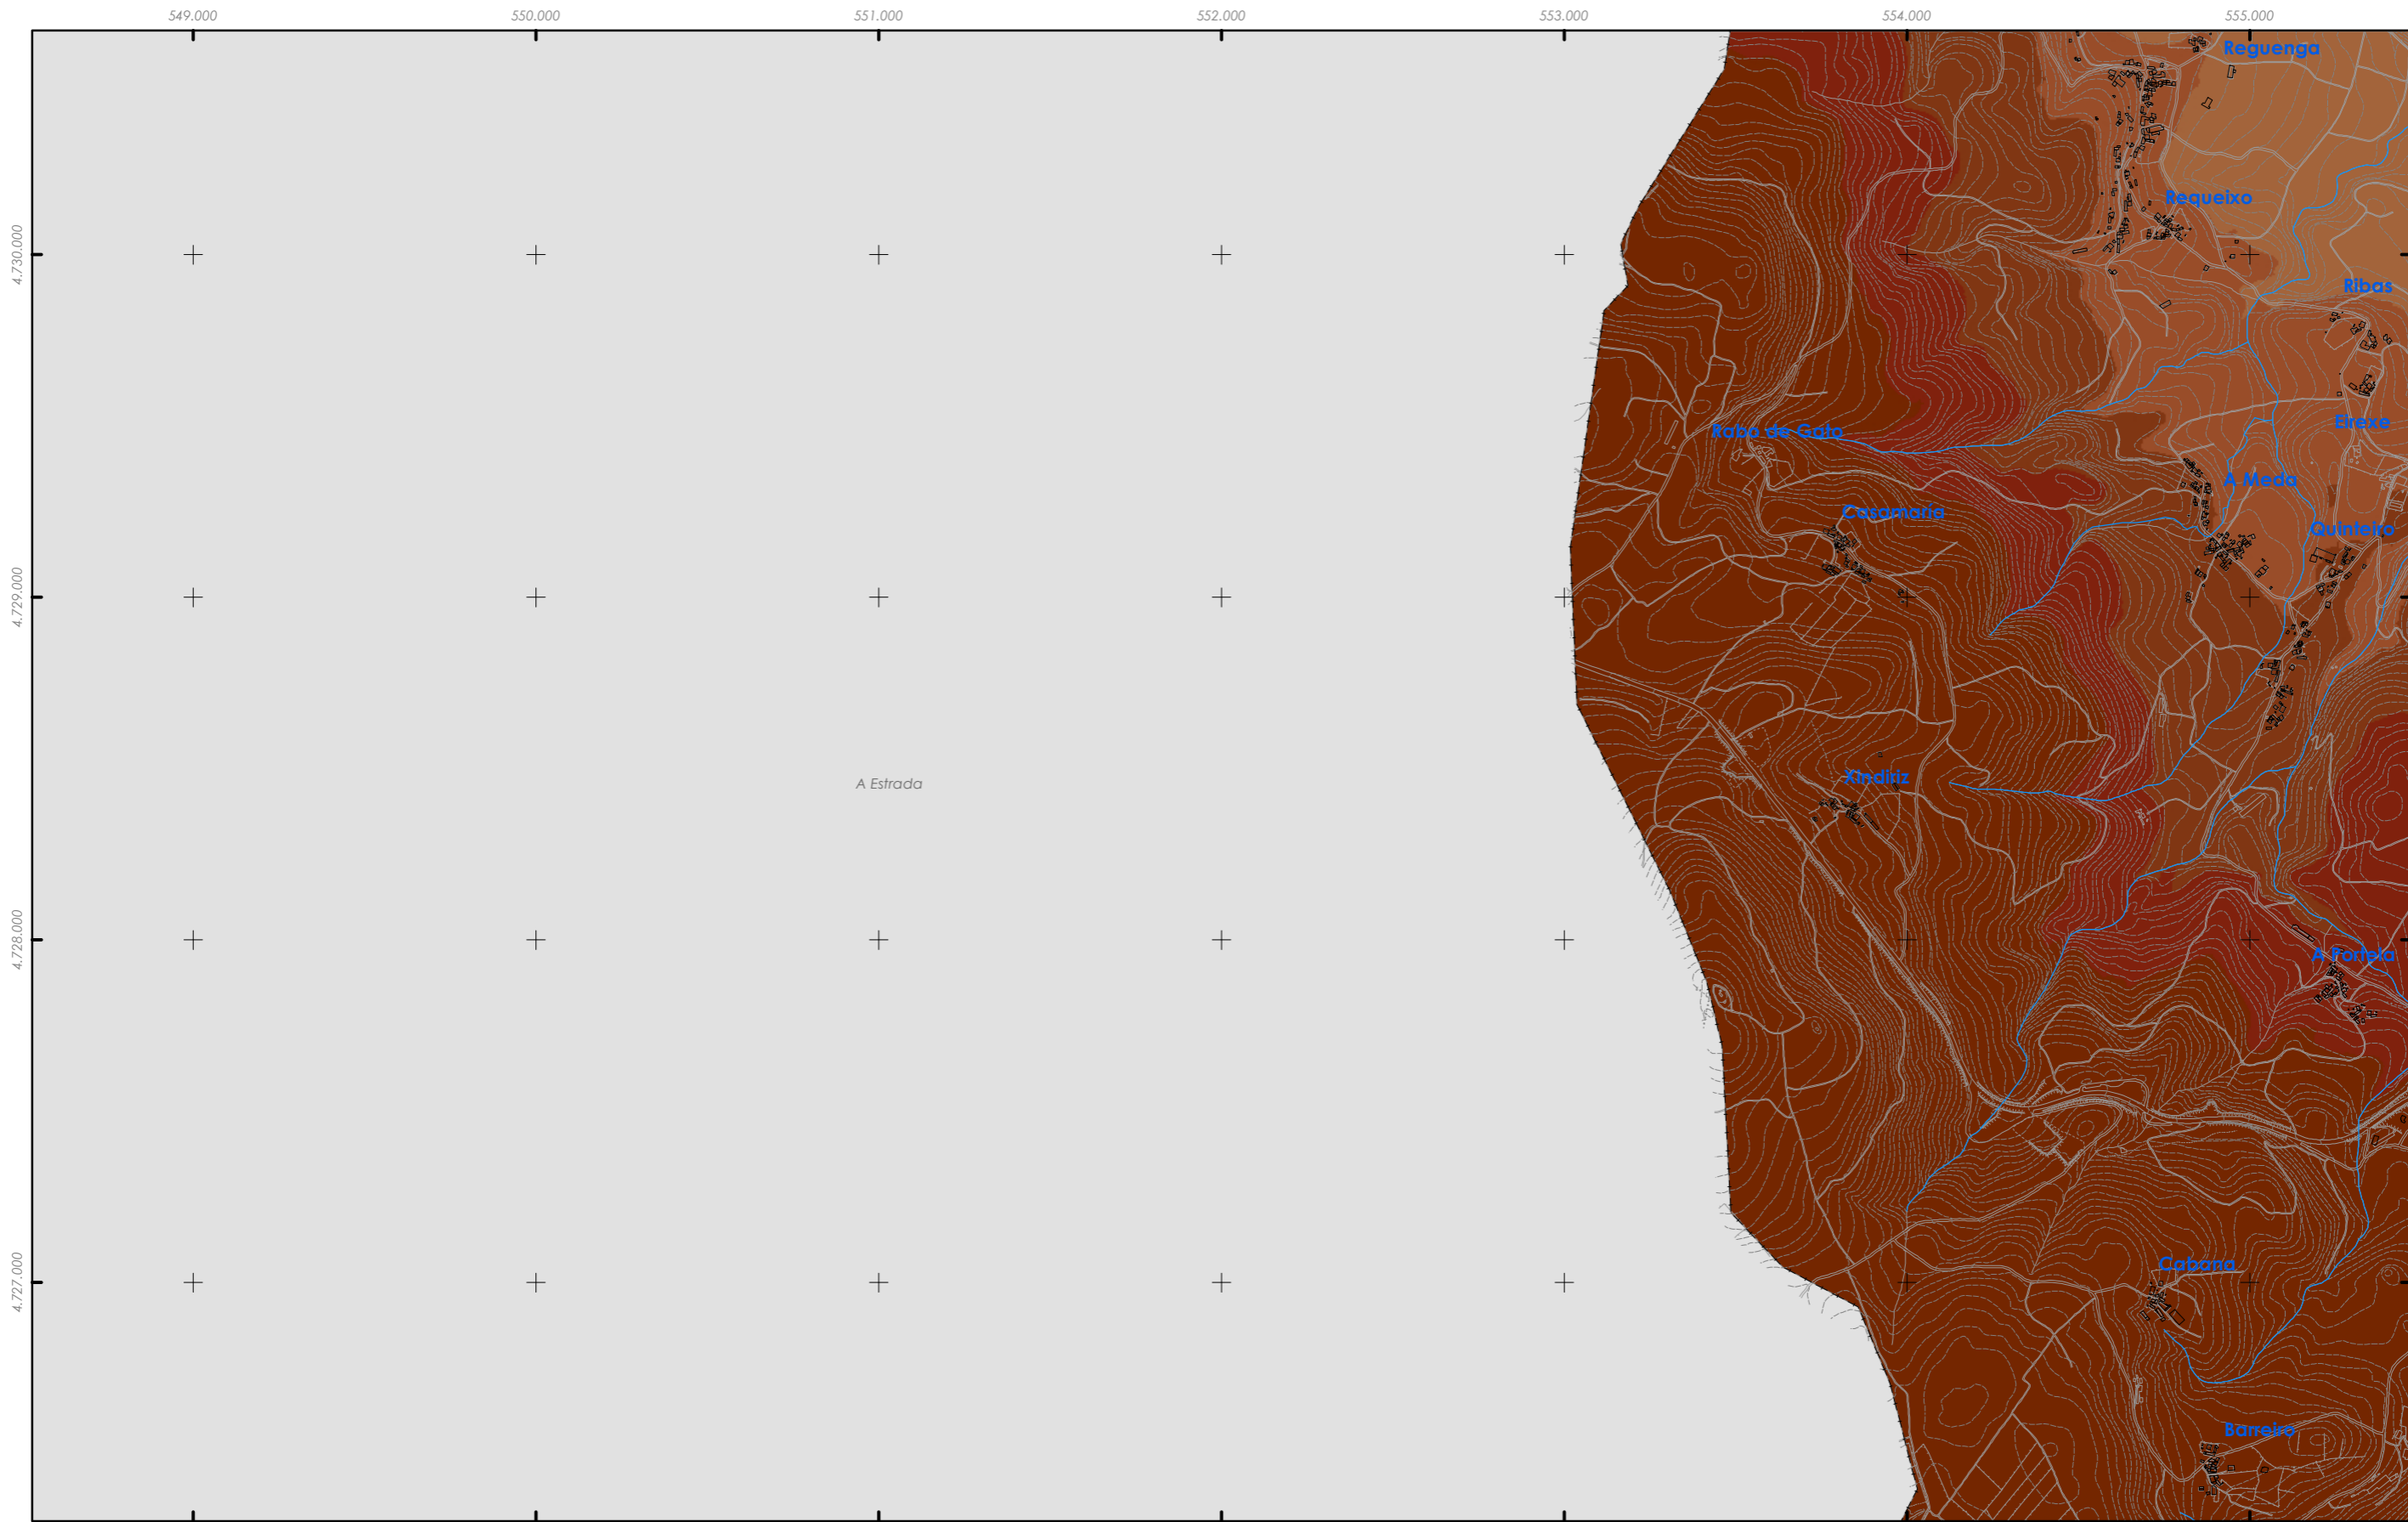 549.000 550.000 551.000 552.000 553.000 554.000 555.000
Reguenga
Requeixo
4.730.000
Ribas
Eirexe
Rabo de Gato
A Meda
Casamaria
Quinteiro
4.729.000
Xindiriz
A Estrada
4.728.000
A Portela
Cabana
4.727.000
Barreiro